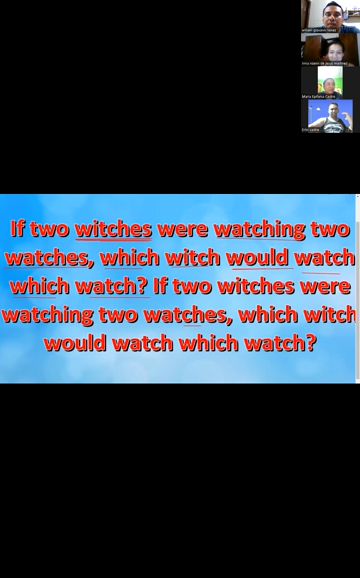 If two witches were watching two
watches, which witch would watch
which watch? If two witches were
watching two watches, which witch
would watch which watch?